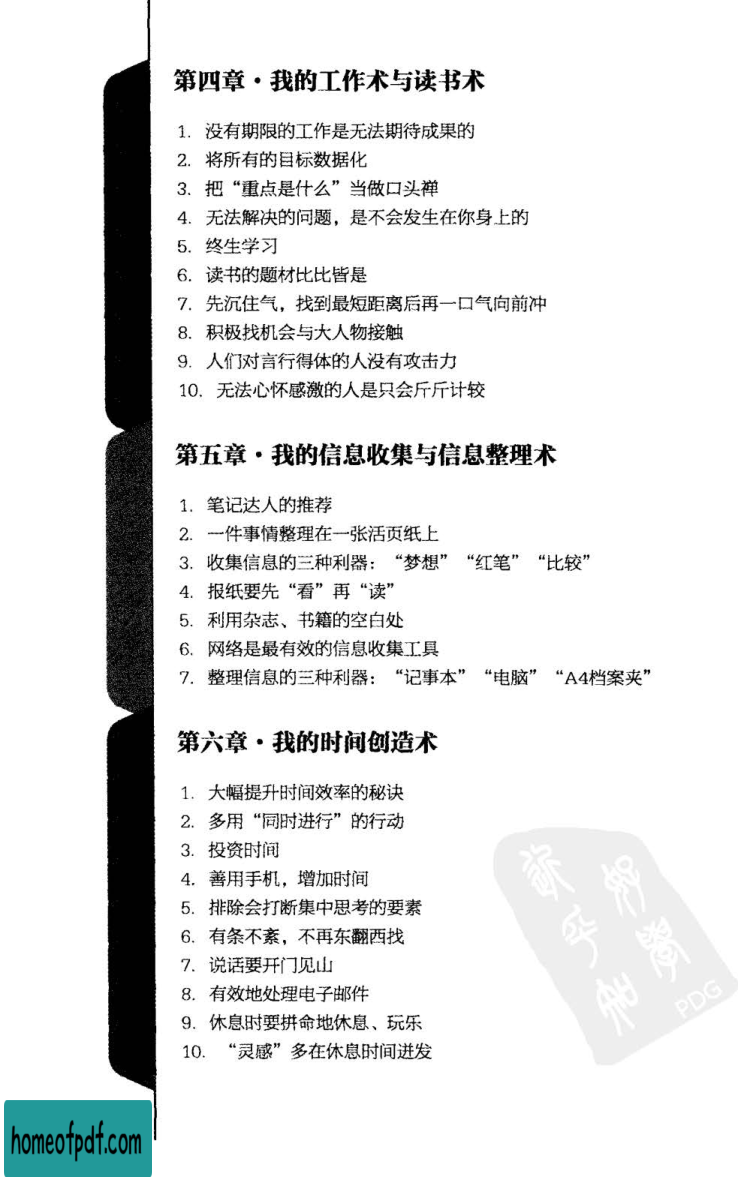 第四章·我的工作术与读书术
1. 没有期限的工作是无法期待成果的
2. 将所有的目标数据化
3. 把“重点是什么”当做口头禅
4. 无法解决的问题，是不会发生在你身上的
5. 终生学习
6. 读书的题材比比皆是
7. 先沉住气，找到最短距离后再一口气向前冲
8. 积极找机会与大人物接触
9. 人们对言行得体的人没有攻击力
10. 无法心怀感激的人是只会斤斤计较
第五章·我的信息收集与信息整理术
1. 笔记达人的推荐
2. 一件事情整理在一张活页纸上
3. 收集信息的三种利器：“梦想”“红笔”“比较”
4. 报纸要先“看”再“读”
5. 利用杂志、书籍的空白处
6. 网络是最有效的信息收集工具
7. 整理信息的三种利器：“记事本”“电脑”“A4档案夹”
第六章·我的时间创造术
1. 大幅提升时间效率的秘诀
2. 多用“同时进行”的行动
3. 投资时间
4. 善用手机，增加时间
5. 排除会打断集中思考的要素
6. 有条不紊，不再东翻西找
7. 说话要开门见山
8. 有效地处理电子邮件
9. 休息时要拼命地休息、玩乐
10. “灵感”多在休息时间迸发
PDG
homeofpdf.com